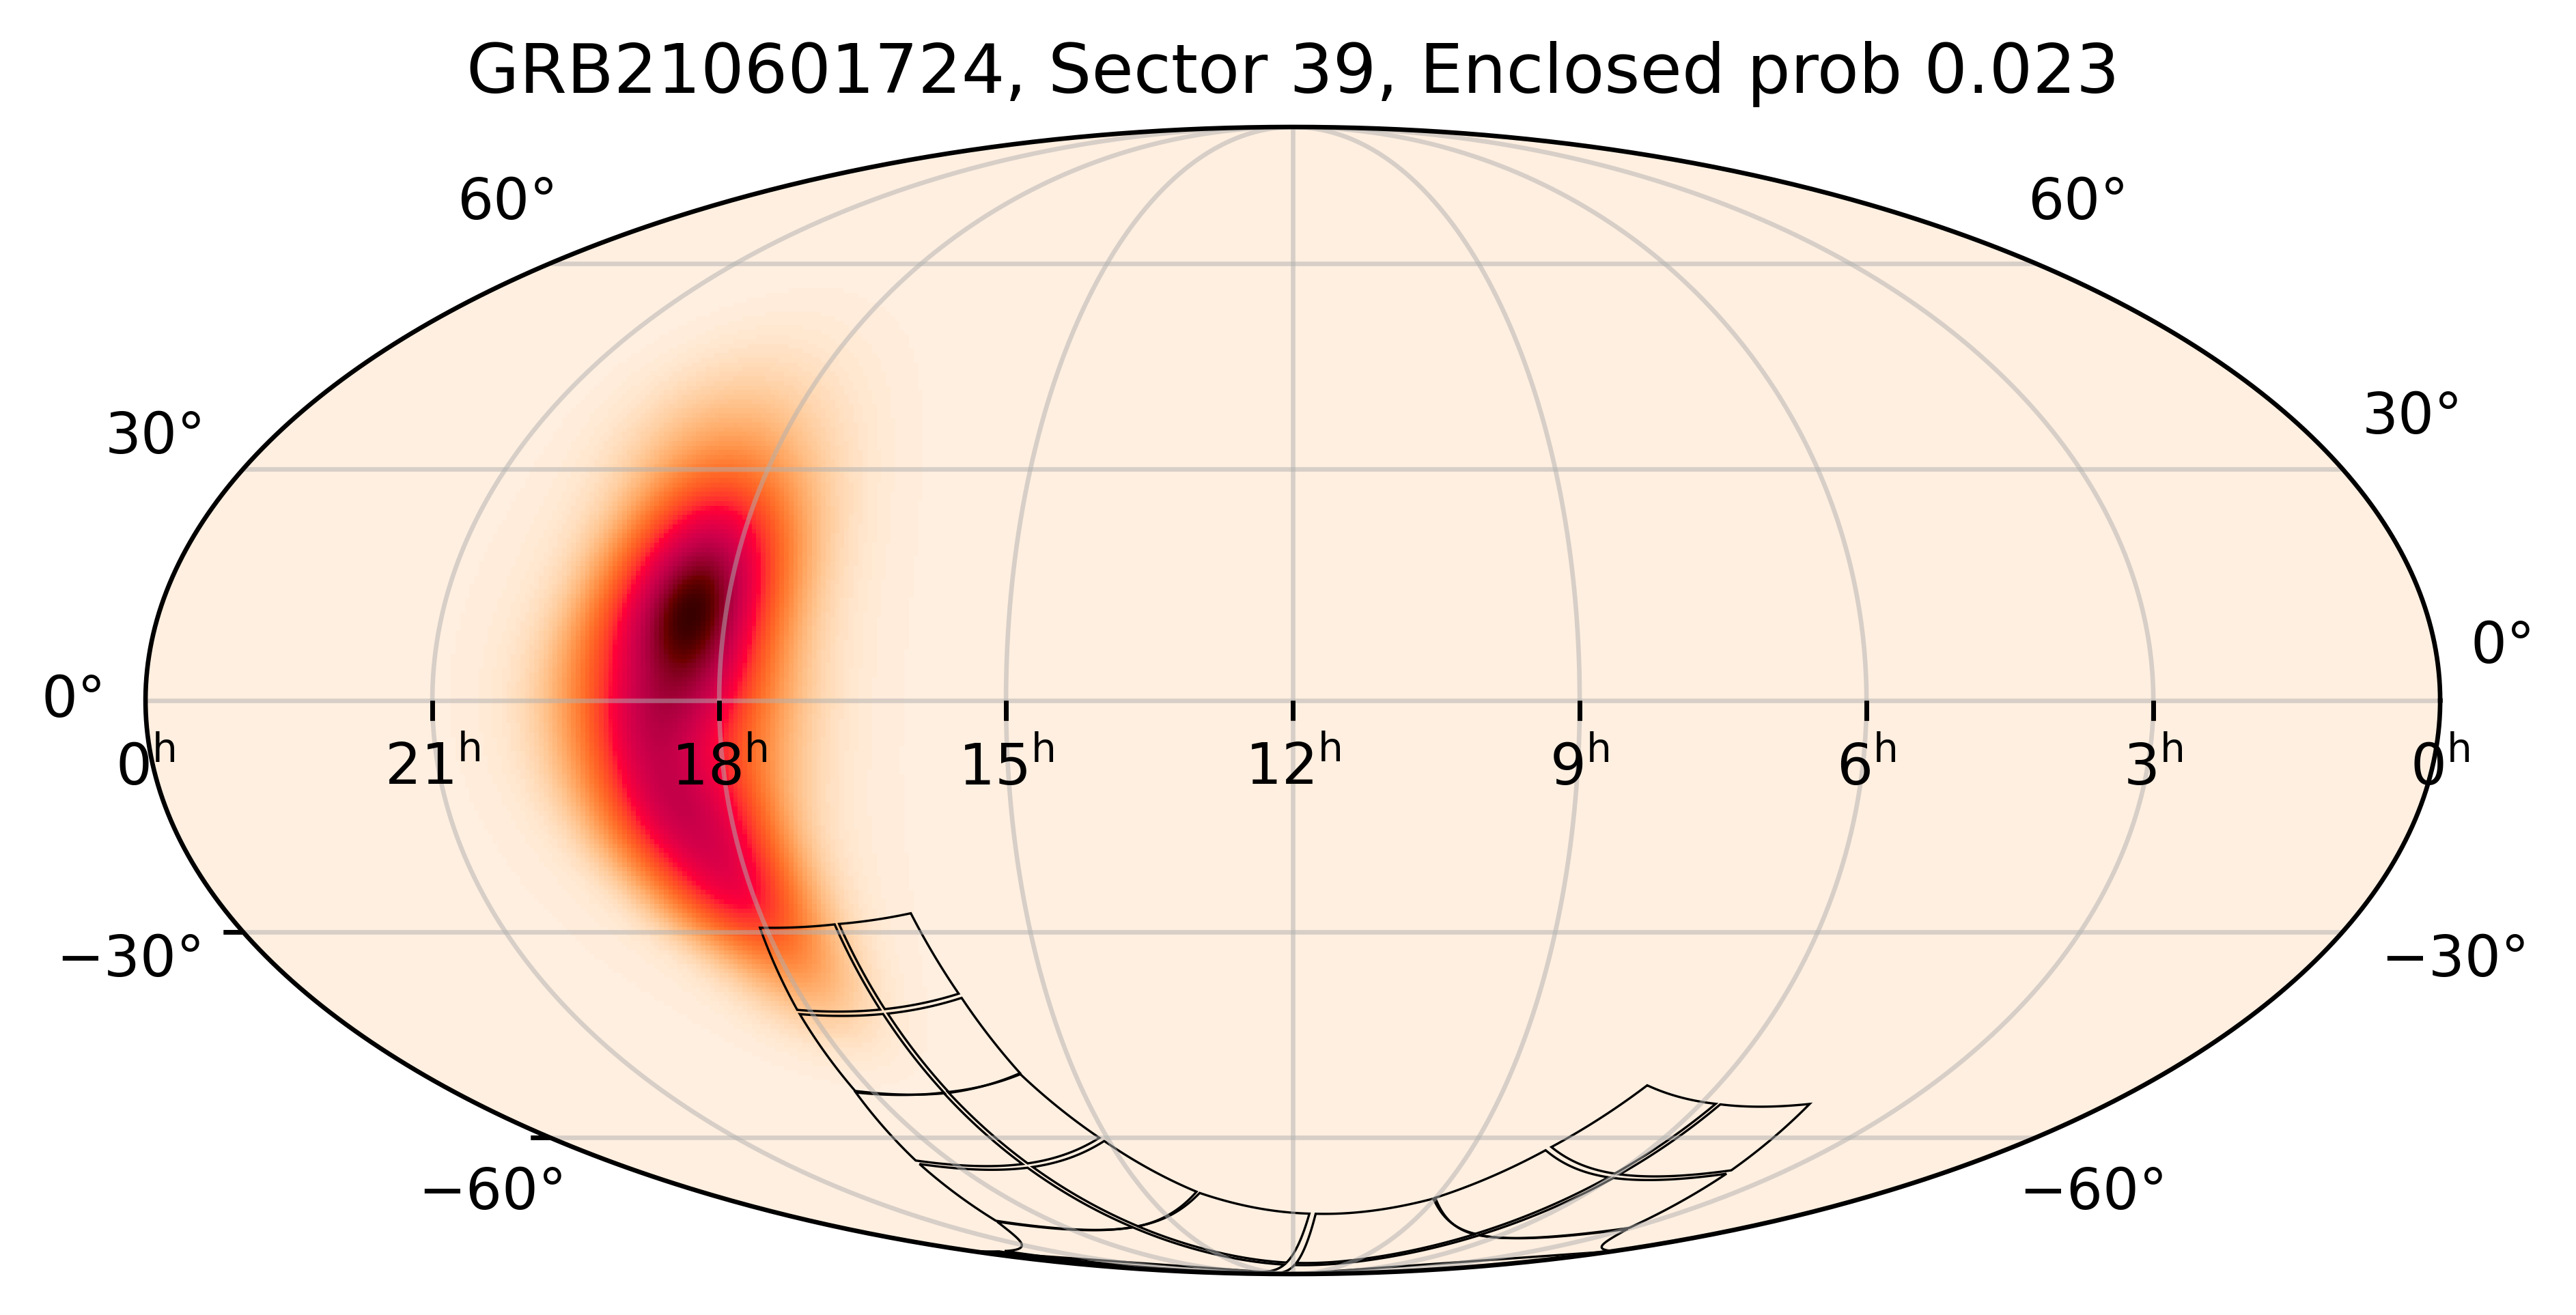 GRB210601724, Sector 39, Enclosed prob 0.023
60° 60°
30° 30°
0° 0°
0h 21h 18h 15h 12h 9h 6h 3h 0h
−30° −30°
−60° −60°